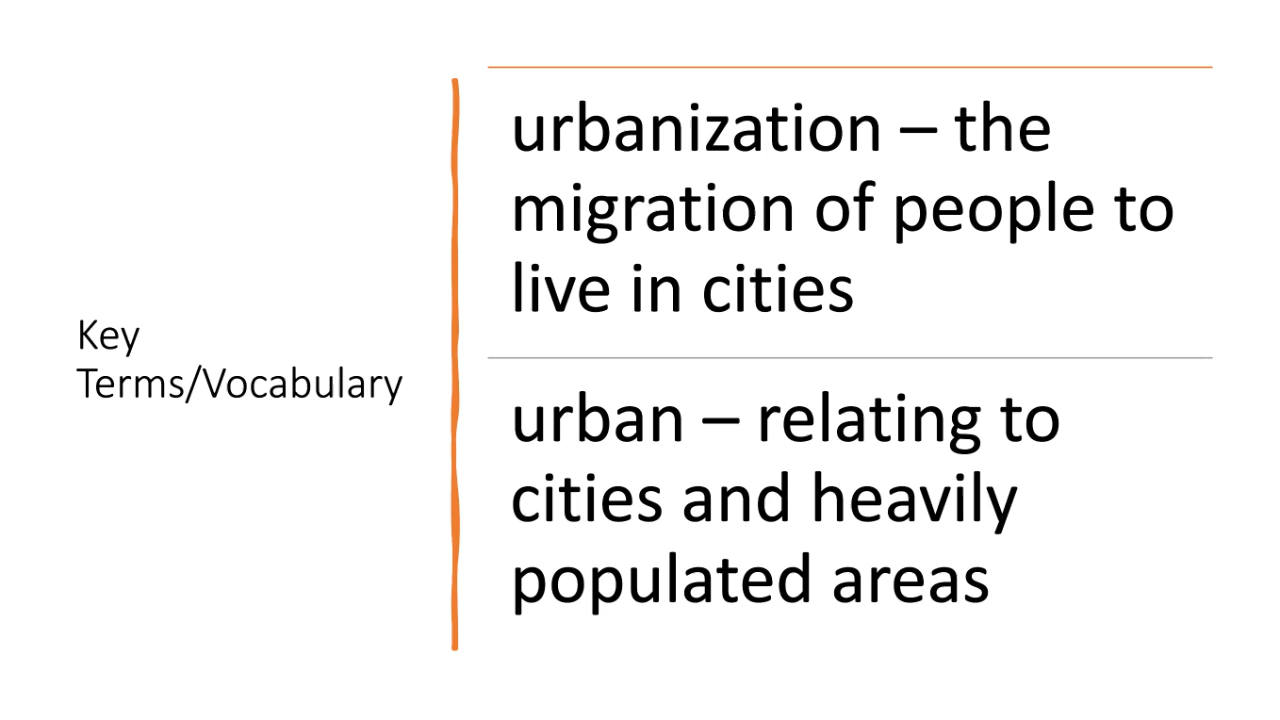 Key
Terms/Vocabulary
urbanization – the
migration of people to
live in cities
urban – relating to
cities and heavily
populated areas